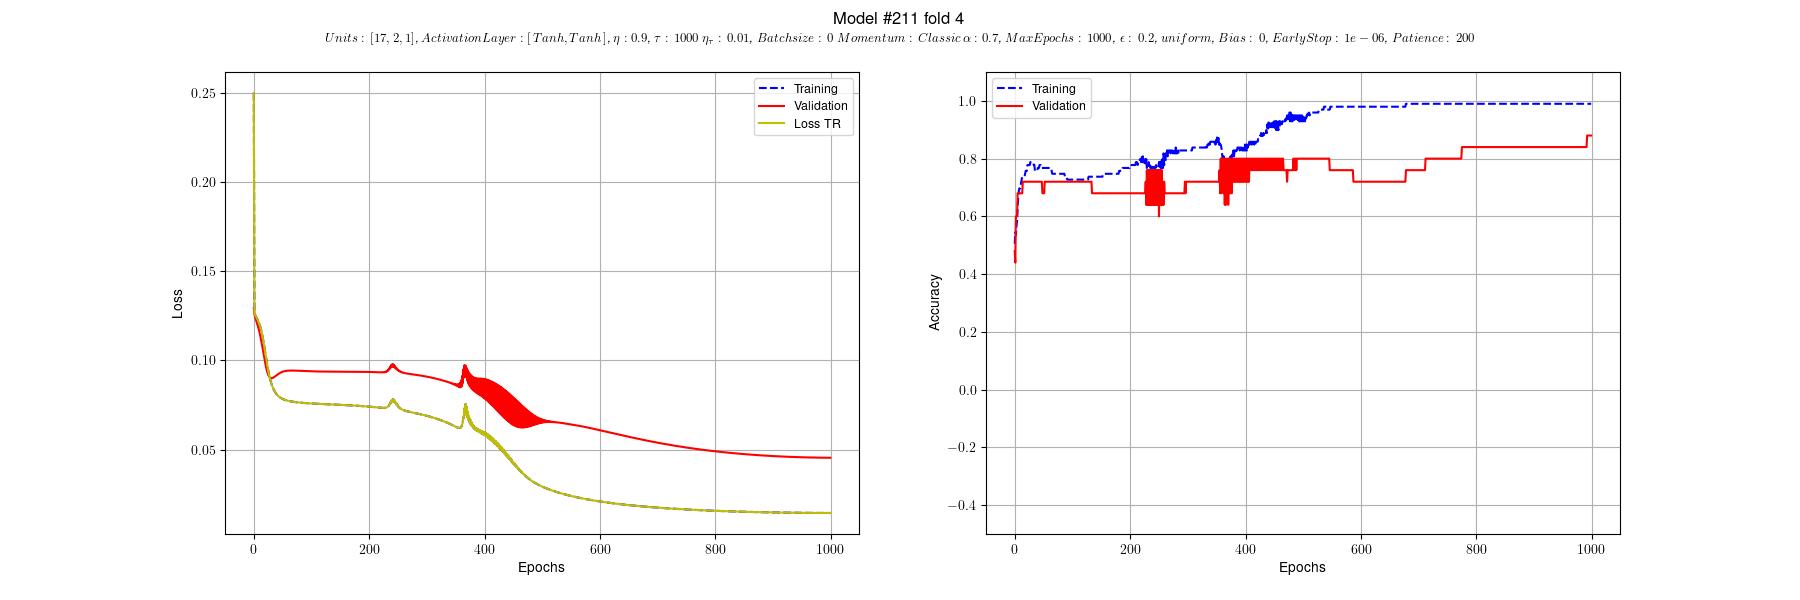 Model #211 fold 4
Units : [17, 2, 1], ActivationLayer : [Tanh, Tanh], η : 0.9, τ : 1000 η_τ : 0.01, Batchsize : 0 Momentum : Classic α : 0.7, MaxEpochs : 1000, ϵ : 0.2, uniform, Bias : 0, EarlyStop : 1e − 06, Patience : 200
Training
Validation
Loss TR
0.25
0.20
0.15
0.10
0.05
Loss
0 200 400 600 800 1000
Epochs
Training
Validation
1.0
0.8
0.6
0.4
0.2
0.0
−0.2
−0.4
Accuracy
0 200 400 600 800 1000
Epochs